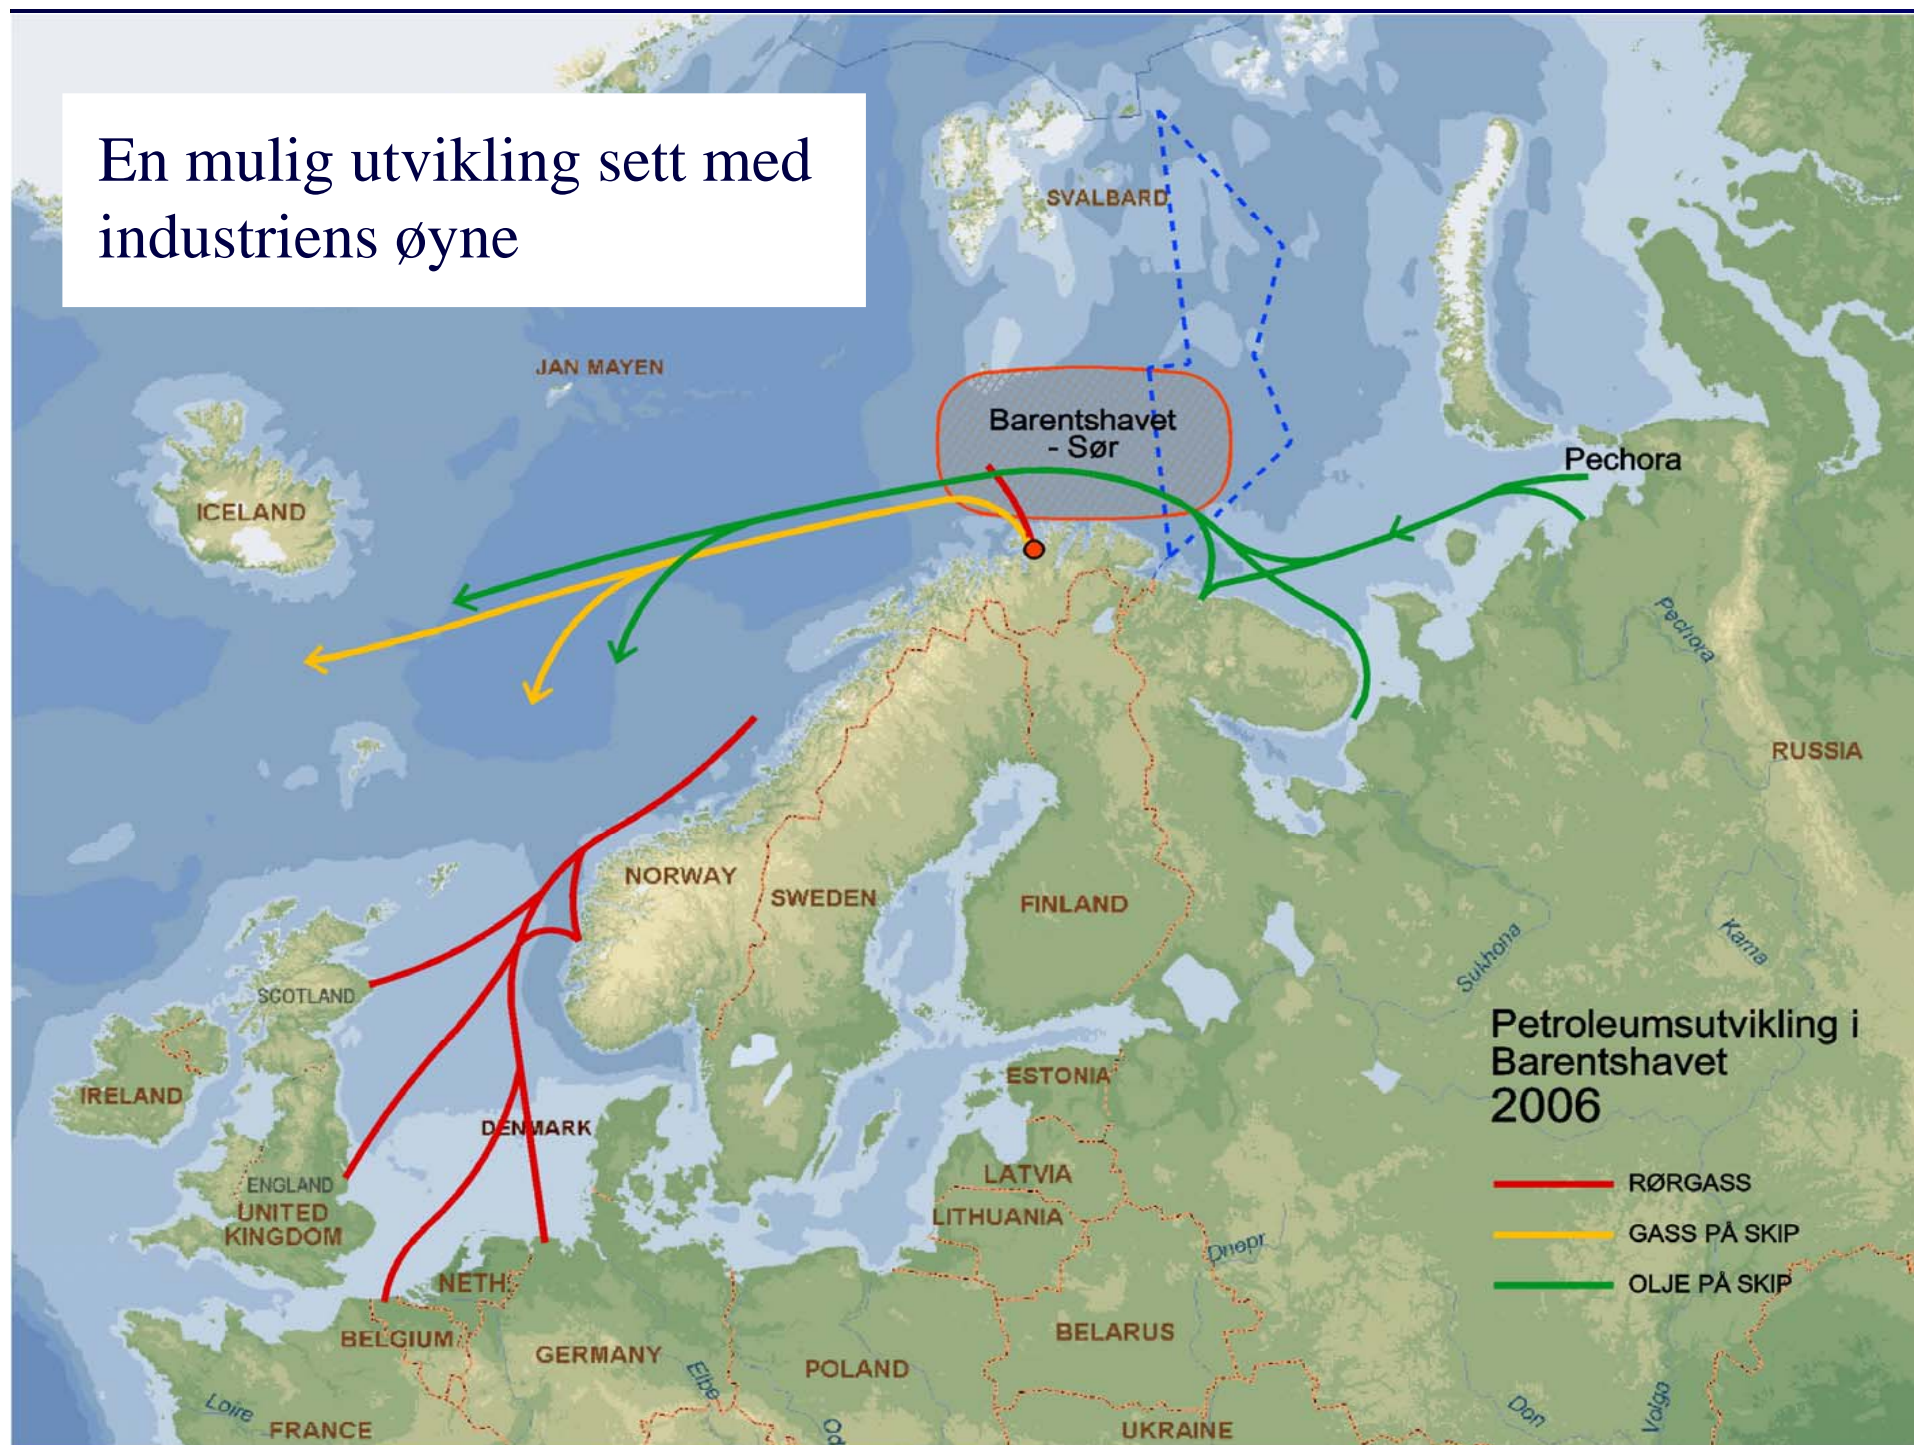 En mulig utvikling sett med
industriens øyne
SVALBARD
JAN MAYEN
Barentshavet
- Sør
Pechora
ICELAND
Pechora
RUSSIA
NORWAY
SWEDEN
FINLAND
Sukhona
Kama
SCOTLAND
IRELAND
ESTONIA
DENMARK
LATVIA
ENGLAND
UNITED
KINGDOM
LITHUANIA
Dnepr
NETH.
BELGIUM
GERMANY
POLAND
BELARUS
Elbe
Loire
FRANCE
Od
UKRAINE
Don
Volga
Petroleumsutvikling i
Barentshavet
2006
RØRGASS
GASS PÅ SKIP
OLJE PÅ SKIP